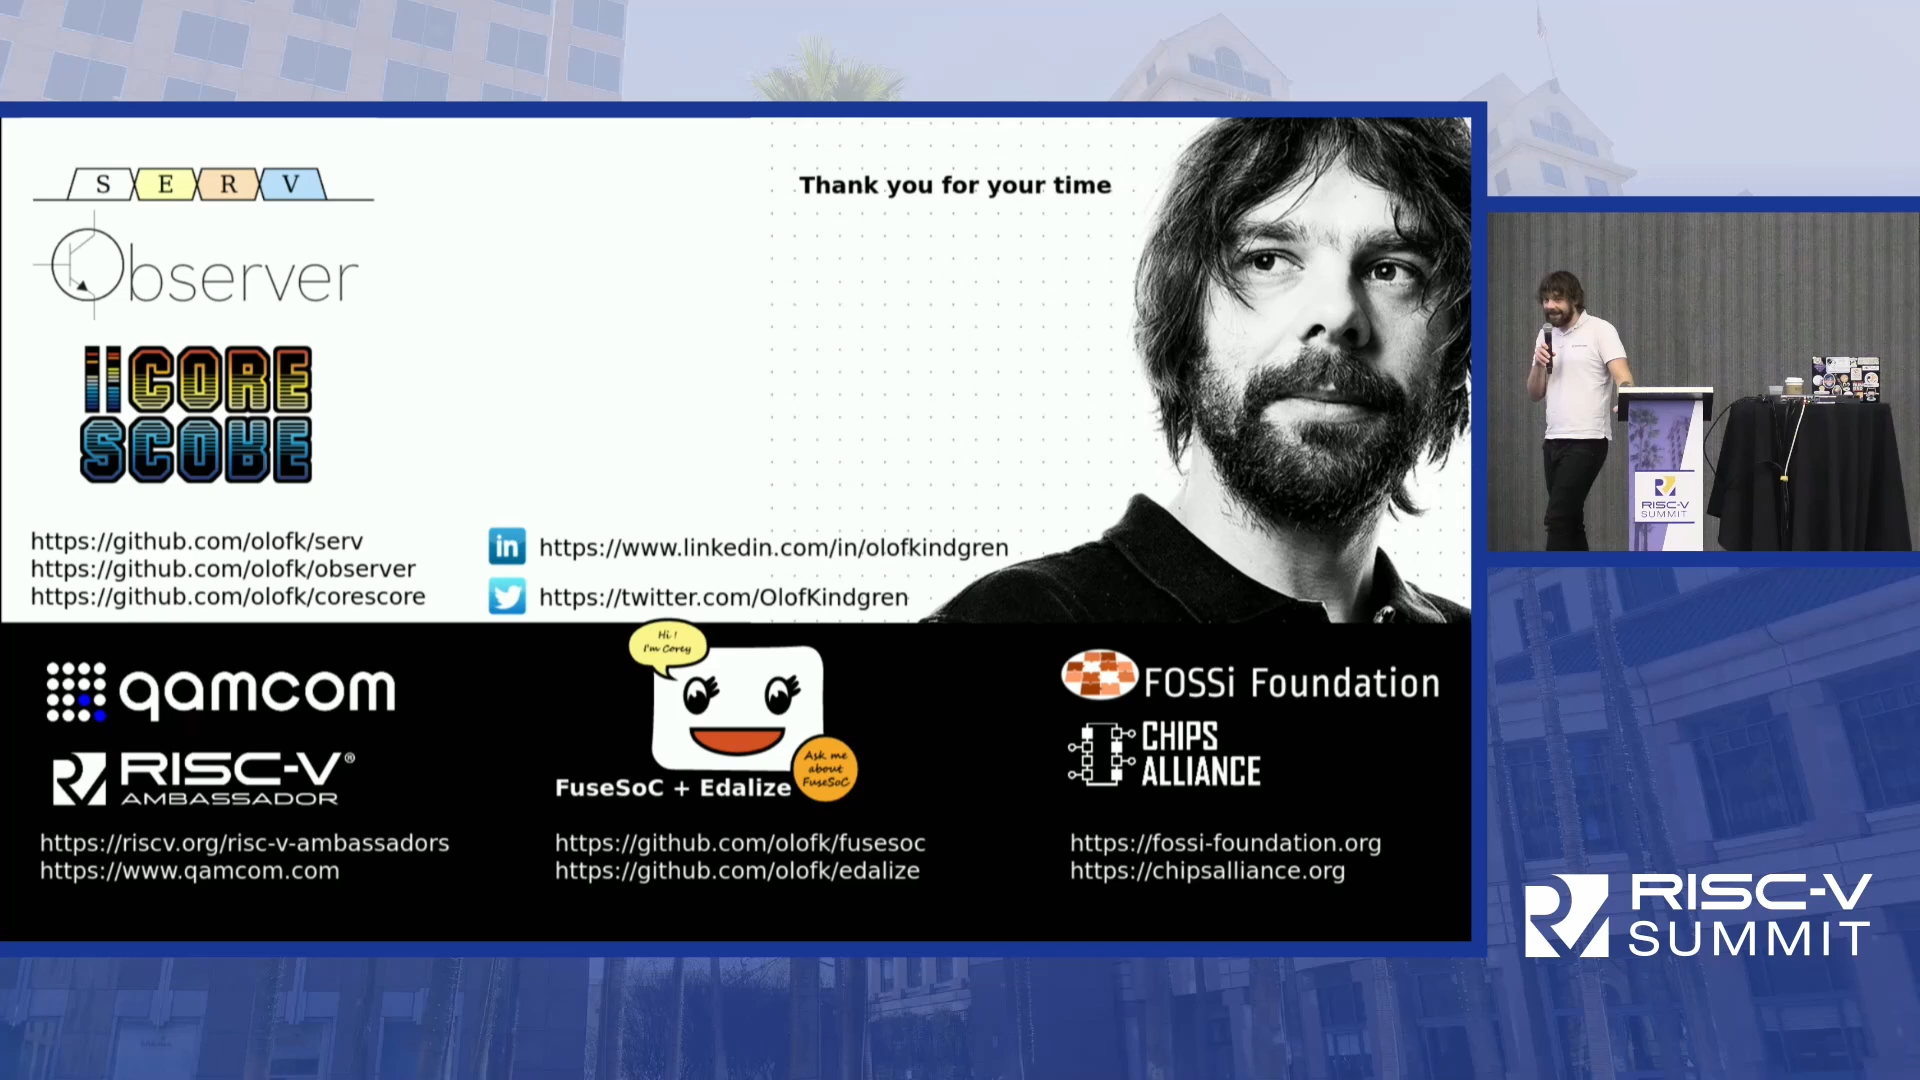 S E R V
Observer
CORE
SCORE
Thank you for your time
https://github.com/olofk/serv
https://github.com/olofk/observer
https://github.com/olofk/corescore
in https://www.linkedin.com/in/olofkindgren
https://twitter.com/OlofKindgren
qamcom
RISC-V®
AMBASSADOR
https://riscv.org/risc-v-ambassadors
https://www.qamcom.com
Hi!
I'm Corey
Ask me
about
FuseSoC
FuseSoC + Edalize
https://github.com/olofk/fusesoc
https://github.com/olofk/edalize
FOSSi Foundation
CHIPS
ALLIANCE
https://fossi-foundation.org
https://chipsalliance.org
RISC-V
SUMMIT
RISC-V
SUMMIT